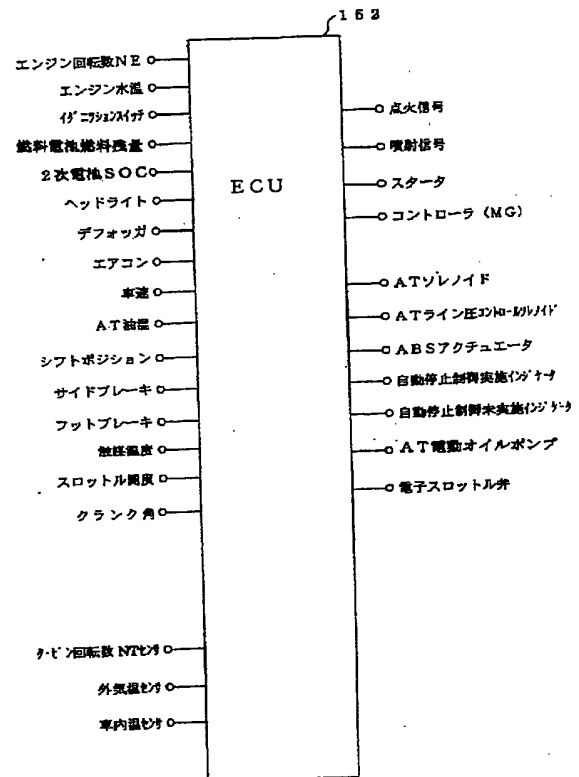 152
エンジン回転数NE
エンジン水温
イグニッションスイッチ
燃料電池燃料残量
2次電池SOC
ヘッドライト
デフォッガ
エアコン
車速
AT油温
シフトポジション
サイドブレーキ
フットブレーキ
触媒温度
スロットル開度
クランク角
タービン回転数NTセンサ
外気温センサ
車内温センサ
ECU
点火信号
噴射信号
スタータ
コントローラ (MG)
ATソレノイド
ATライン圧コントロールソレノイド
ABSアクチュエータ
自動停止制御実施インジケータ
自動停止制御未実施インジケータ
AT電動オイルポンプ
電子スロットル弁